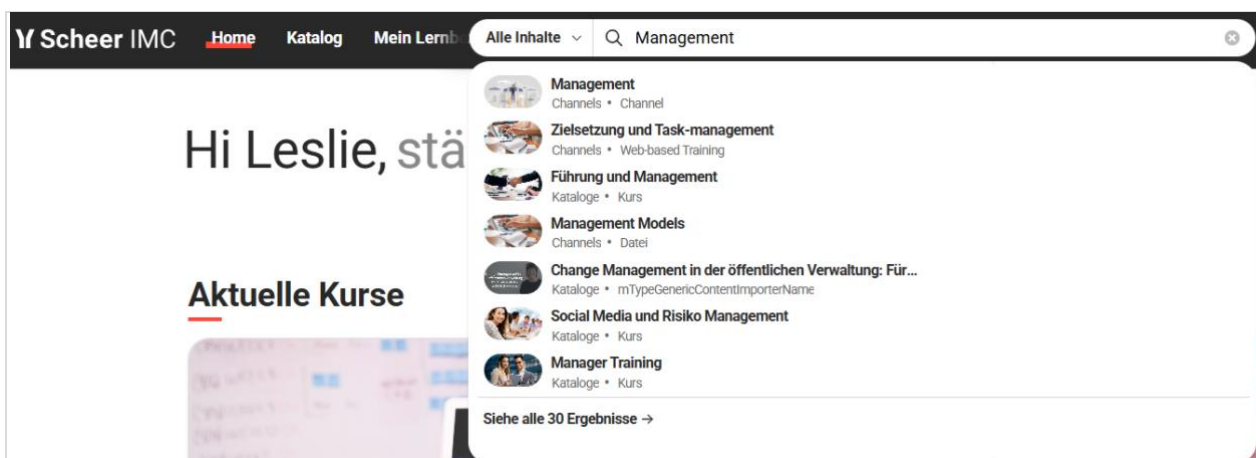 Scheer IMC Home Katalog Mein Lernb Alle Inhalte Management
Management
Channels • Channel
Zielsetzung und Task-management
Channels • Web-based Training
Hi Leslie, stä
Führung und Management
Kataloge • Kurs
Management Models
Channels • Datei
Change Management in der öffentlichen Verwaltung: Für...
Kataloge • mTypeGenericContentImporterName
Aktuelle Kurse
Social Media und Risiko Management
Kataloge • Kurs
Manager Training
Kataloge • Kurs
Siehe alle 30 Ergebnisse →